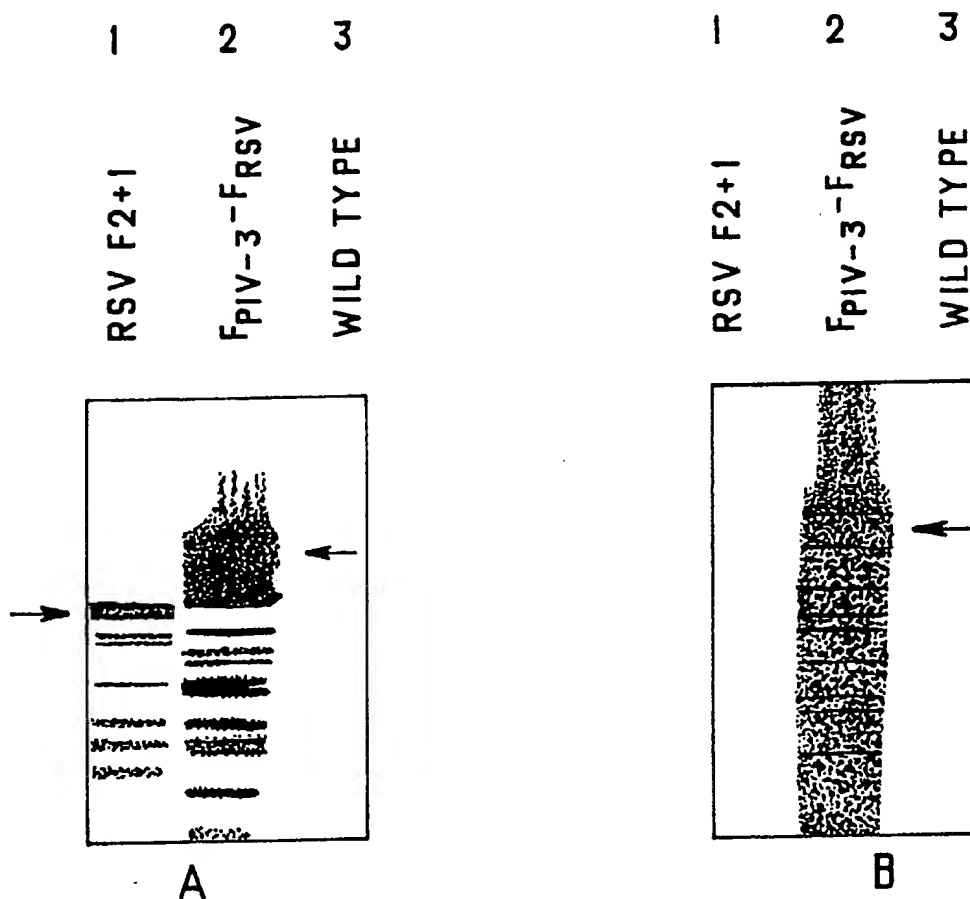 1 2 3
RSV F2+1
FPIV-3-FRSV
WILD TYPE
A
1 2 3
RSV F2+1
FPIV-3-FRSV
WILD TYPE
B